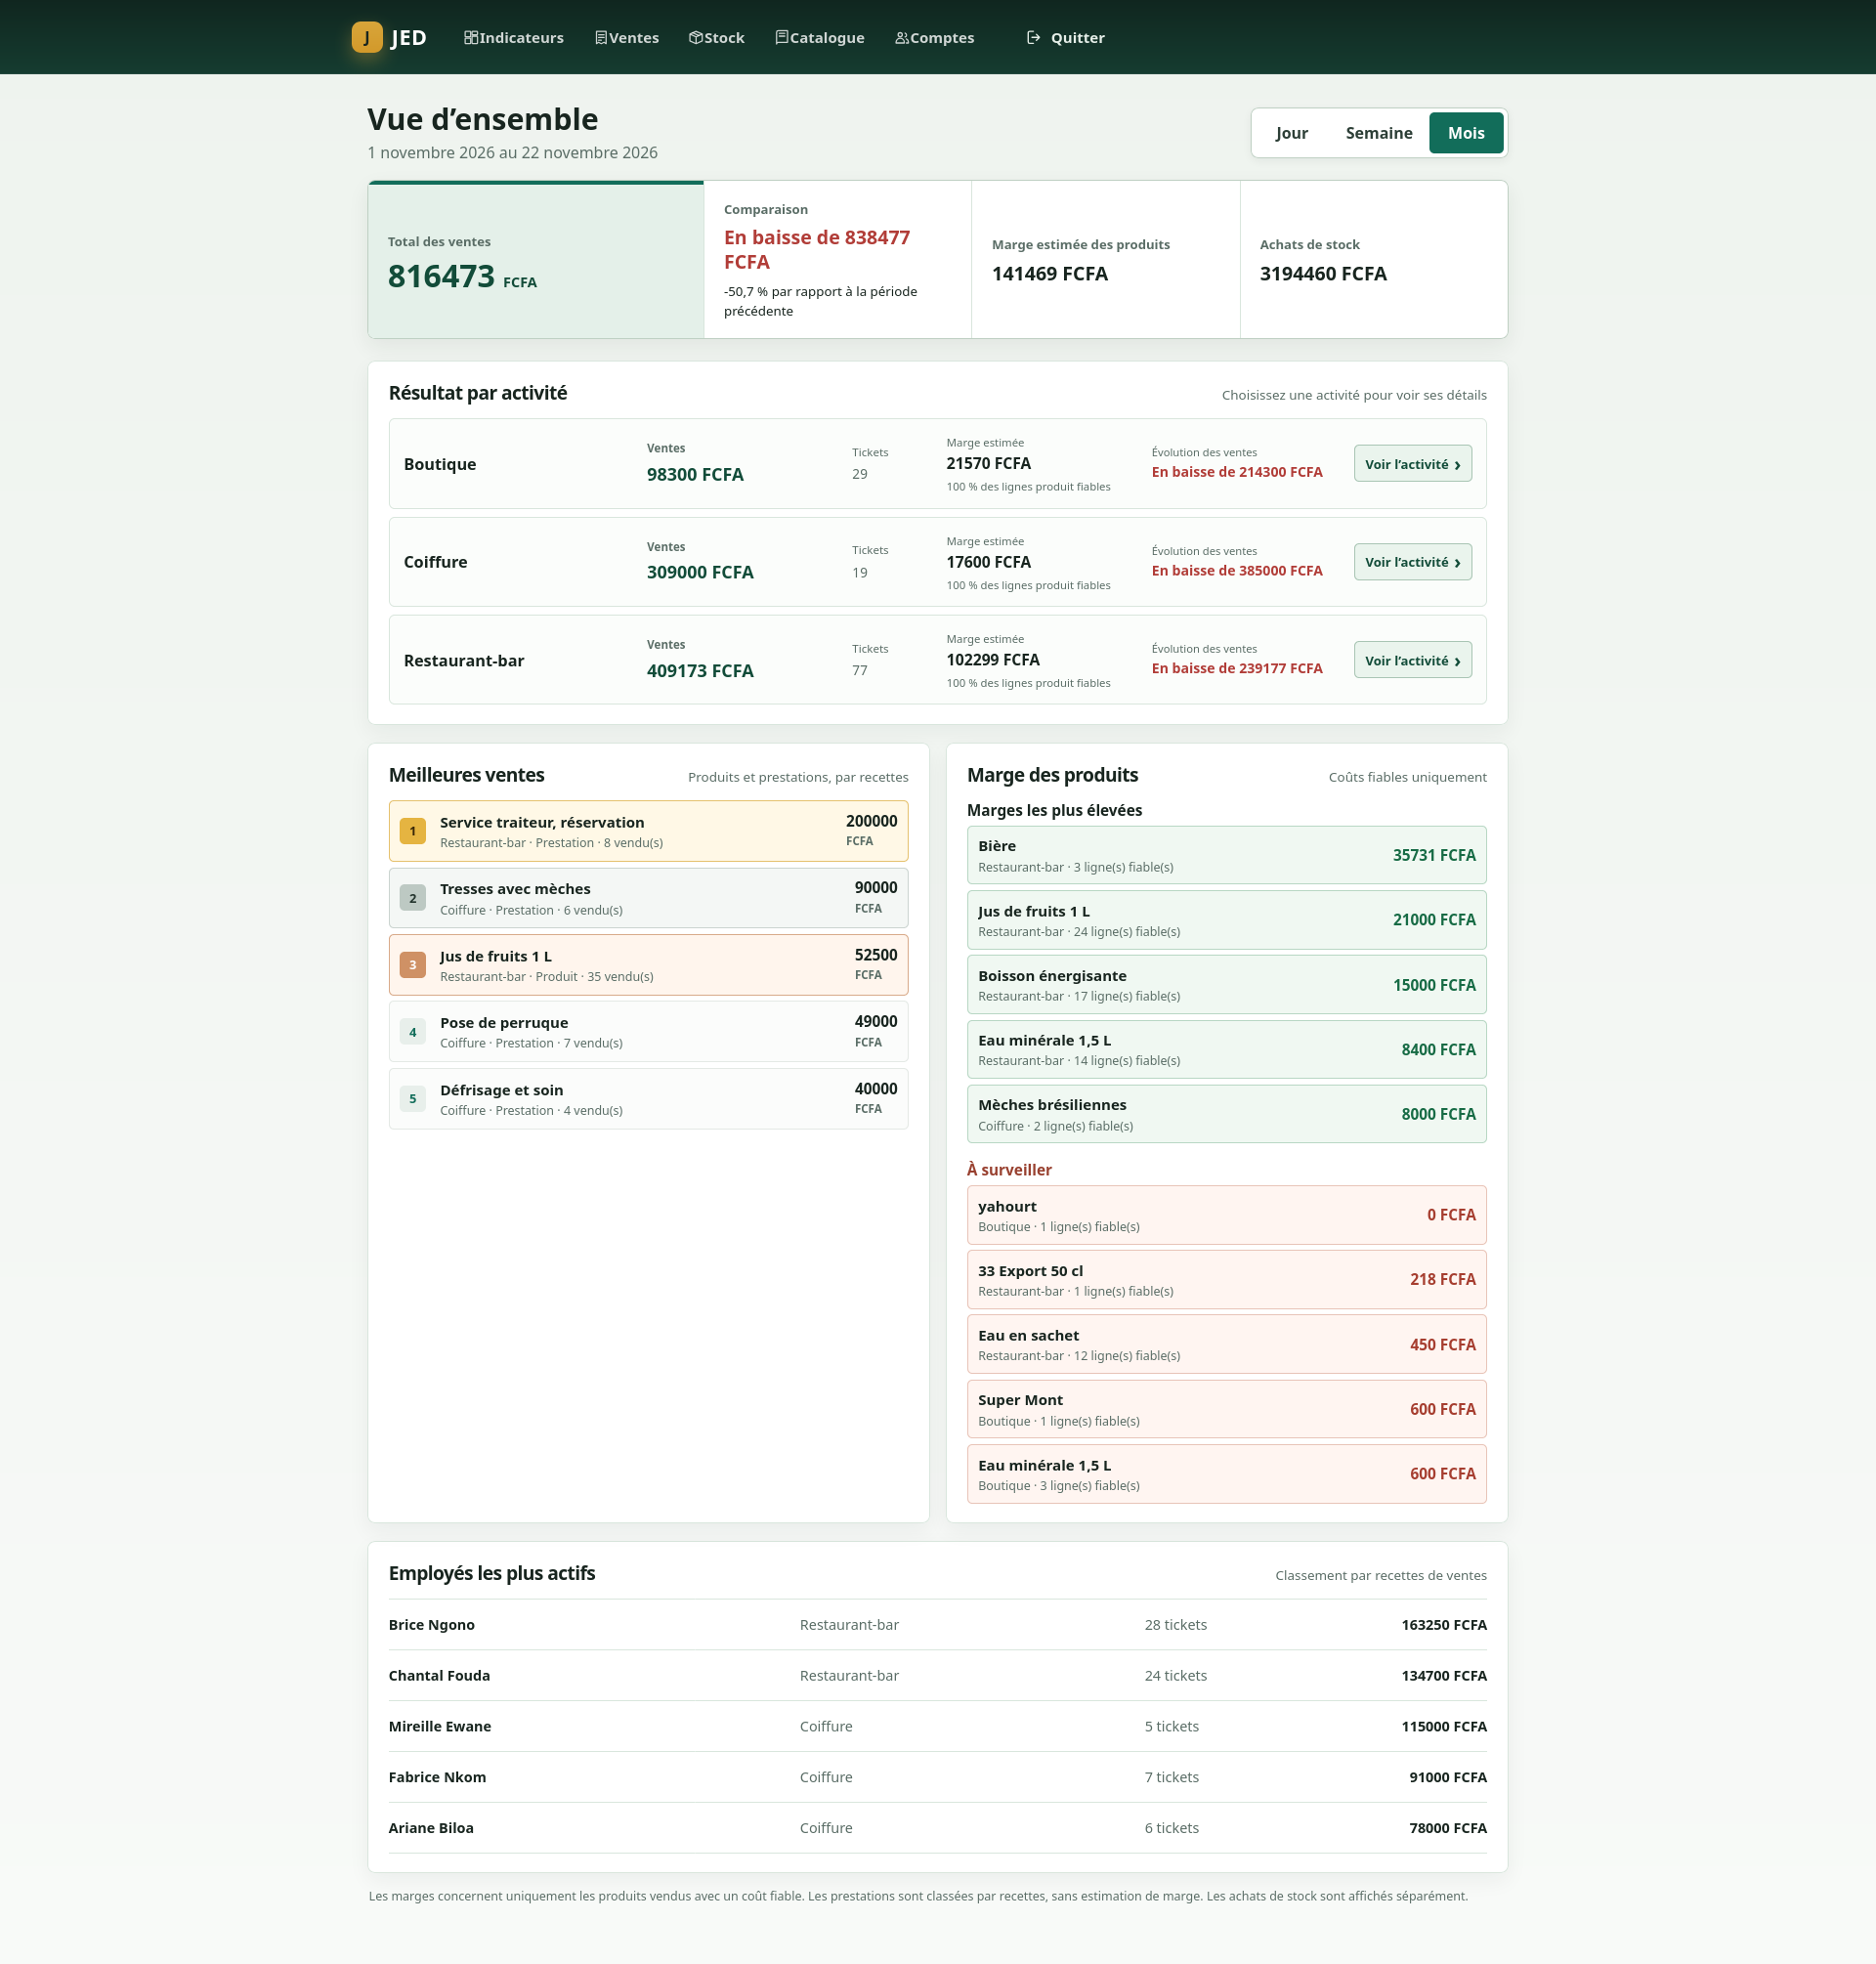 J JED Indicateurs Ventes Stock Catalogue Comptes Quitter
Vue d’ensemble
1 novembre 2026 au 22 novembre 2026
Jour Semaine Mois
Total des ventes
816473 FCFA
Comparaison
En baisse de 838477
FCFA
-50,7 % par rapport à la période
précédente
Marge estimée des produits
141469 FCFA
Achats de stock
3194460 FCFA
Résultat par activité
Choisissez une activité pour voir ses détails
Boutique
Ventes
98300 FCFA
Tickets
29
Marge estimée
21570 FCFA
100 % des lignes produit fiables
Évolution des ventes
En baisse de 214300 FCFA
Voir l’activité ›
Coiffure
Ventes
309000 FCFA
Tickets
19
Marge estimée
17600 FCFA
100 % des lignes produit fiables
Évolution des ventes
En baisse de 385000 FCFA
Voir l’activité ›
Restaurant-bar
Ventes
409173 FCFA
Tickets
77
Marge estimée
102299 FCFA
100 % des lignes produit fiables
Évolution des ventes
En baisse de 239177 FCFA
Voir l’activité ›
Meilleures ventes
Produits et prestations, par recettes
1
Service traiteur, réservation
Restaurant-bar · Prestation · 8 vendu(s)
200000
FCFA
2
Tresses avec mèches
Coiffure · Prestation · 6 vendu(s)
90000
FCFA
3
Jus de fruits 1 L
Restaurant-bar · Produit · 35 vendu(s)
52500
FCFA
4
Pose de perruque
Coiffure · Prestation · 7 vendu(s)
49000
FCFA
5
Défrisage et soin
Coiffure · Prestation · 4 vendu(s)
40000
FCFA
Marge des produits
Coûts fiables uniquement
Marges les plus élevées
Bière
Restaurant-bar · 3 ligne(s) fiable(s)
35731 FCFA
Jus de fruits 1 L
Restaurant-bar · 24 ligne(s) fiable(s)
21000 FCFA
Boisson énergisante
Restaurant-bar · 17 ligne(s) fiable(s)
15000 FCFA
Eau minérale 1,5 L
Restaurant-bar · 14 ligne(s) fiable(s)
8400 FCFA
Mèches brésiliennes
Coiffure · 2 ligne(s) fiable(s)
8000 FCFA
À surveiller
yahourt
Boutique · 1 ligne(s) fiable(s)
0 FCFA
33 Export 50 cl
Restaurant-bar · 1 ligne(s) fiable(s)
218 FCFA
Eau en sachet
Restaurant-bar · 12 ligne(s) fiable(s)
450 FCFA
Super Mont
Boutique · 1 ligne(s) fiable(s)
600 FCFA
Eau minérale 1,5 L
Boutique · 3 ligne(s) fiable(s)
600 FCFA
Employés les plus actifs
Classement par recettes de ventes
Brice Ngono Restaurant-bar 28 tickets 163250 FCFA
Chantal Fouda Restaurant-bar 24 tickets 134700 FCFA
Mireille Ewane Coiffure 5 tickets 115000 FCFA
Fabrice Nkom Coiffure 7 tickets 91000 FCFA
Ariane Biloa Coiffure 6 tickets 78000 FCFA
Les marges concernent uniquement les produits vendus avec un coût fiable. Les prestations sont classées par recettes, sans estimation de marge. Les achats de stock sont affichés séparément.